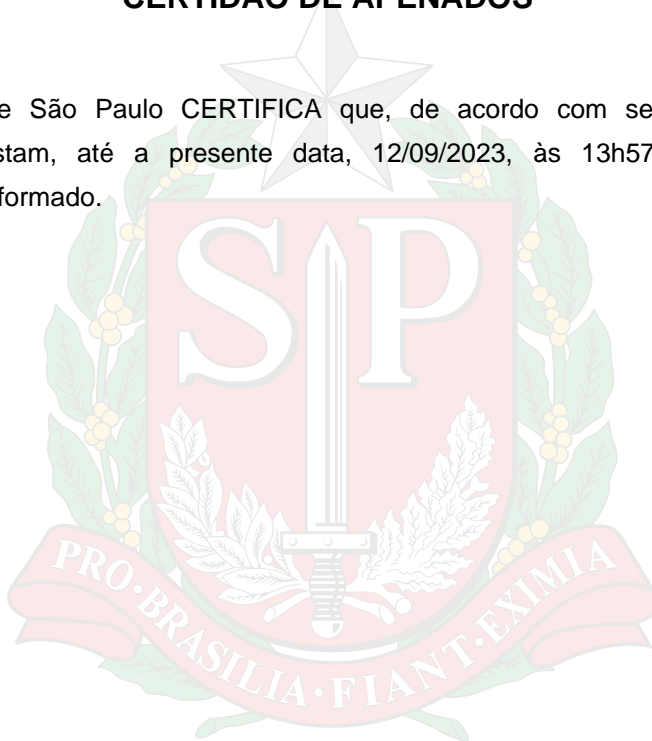 CERTIDÃO DE APENADOS
e São Paulo CERTIFICA que, de acordo com se
stam, até a presente data, 12/09/2023, às 13h57
formado.
SP
PRO·BRASILIA·FIANT·EXIMIA